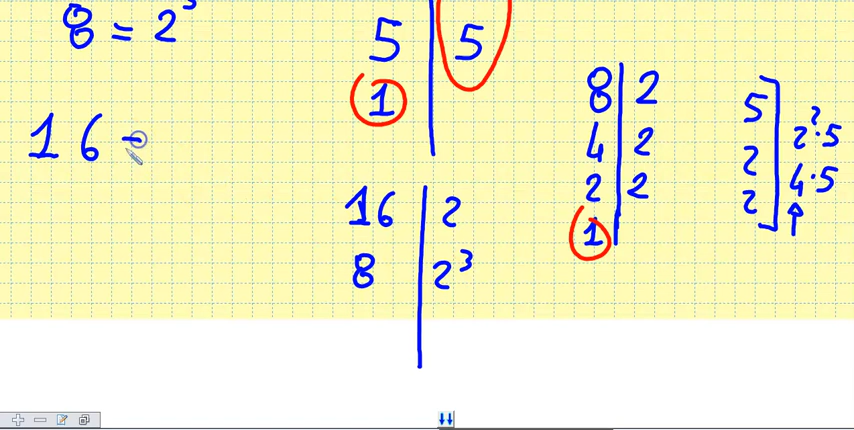 8 = 2³
16 =
5 | 5
1
16 | 2
8 | 2³
8 | 2
4 | 2
2 | 2
1
5
2 2²·5
2 4·5